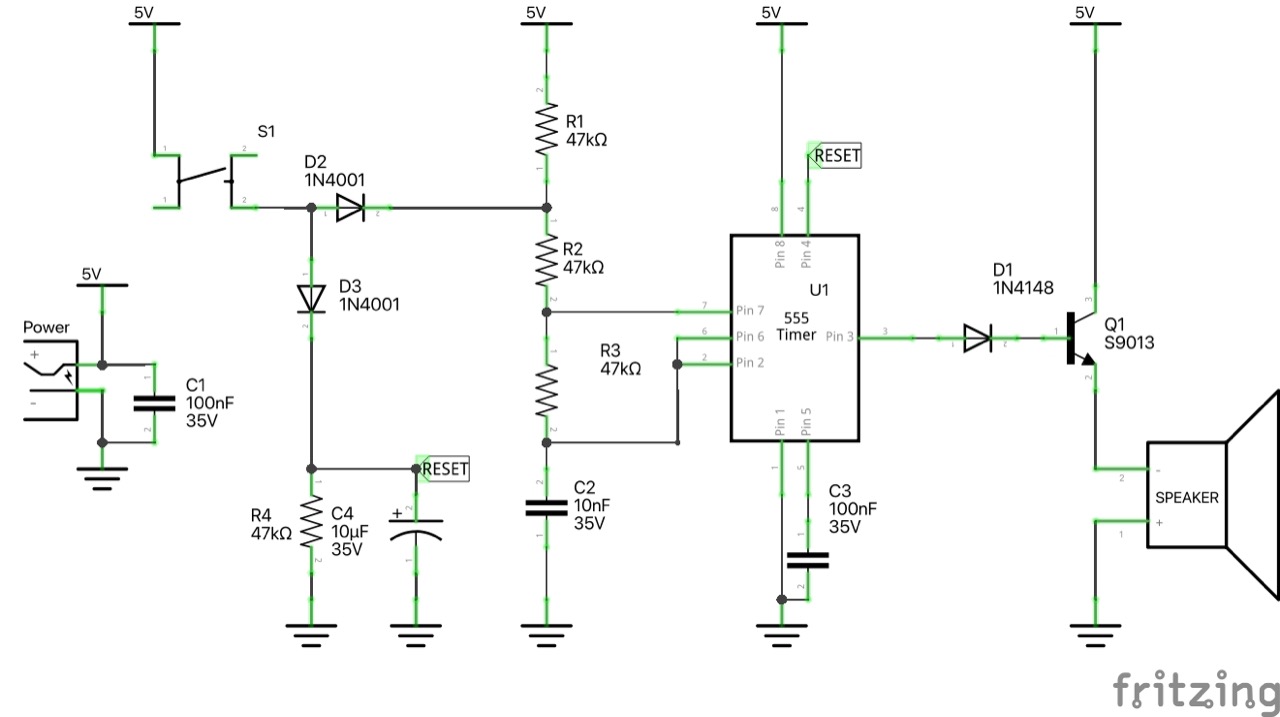 5V
5V
5V
5V
S1
1
2
1
2
D2
1N4001
1
2
2
R1
47kΩ
1
RESET
8
4
Pin 8
Pin 4
1
R2
47kΩ
2
5V
Power
+
-
1
D3
1N4001
2
U1
555
Timer
7
Pin 7
6
Pin 6
2
Pin 2
Pin 3
3
D1
1N4148
1
2
3
1
Q1
S9013
2
1
R3
47kΩ
2
1
C1
100nF
35V
2
Pin 1
Pin 5
1
5
RESET
1
R4
47kΩ
2
C4
10µF
35V
+
2
1
2
C2
10nF
35V
1
C3
100nF
35V
1
2
SPEAKER
-
+
2
1
fritzing